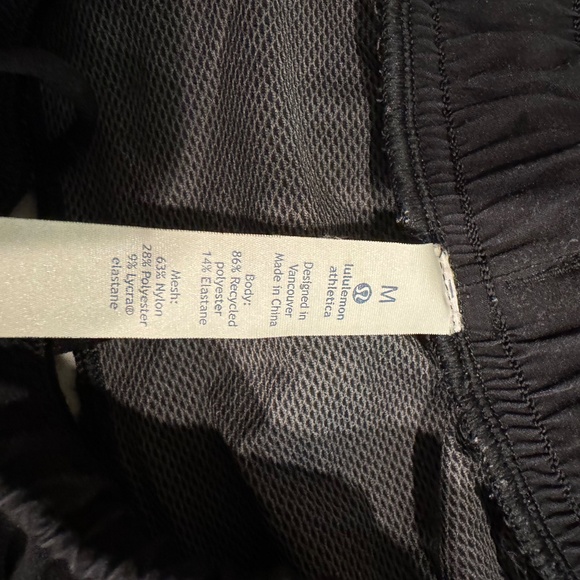 M
lululemon
athletica
Designed in
Vancouver
Made in China
Body:
86% Recycled
polyester
14% Elastane
Mesh:
63% Nylon
28% Polyester
9% Lycra®
elastane